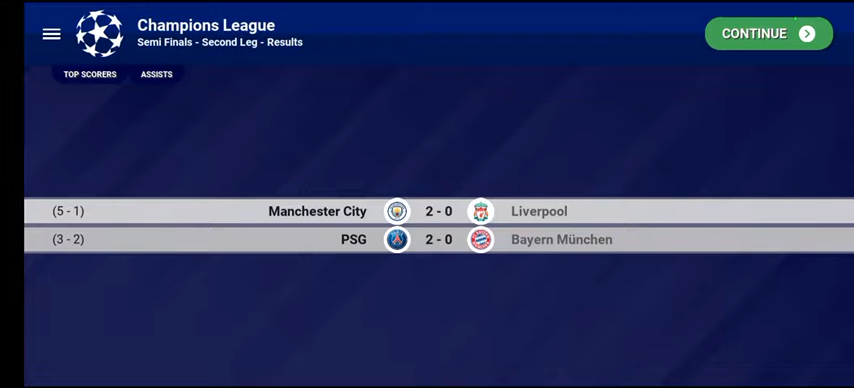 Champions League
Semi Finals - Second Leg - Results
CONTINUE
TOP SCORERS ASSISTS
(5 - 1) Manchester City 2 - 0 Liverpool
(3 - 2) PSG 2 - 0 Bayern München